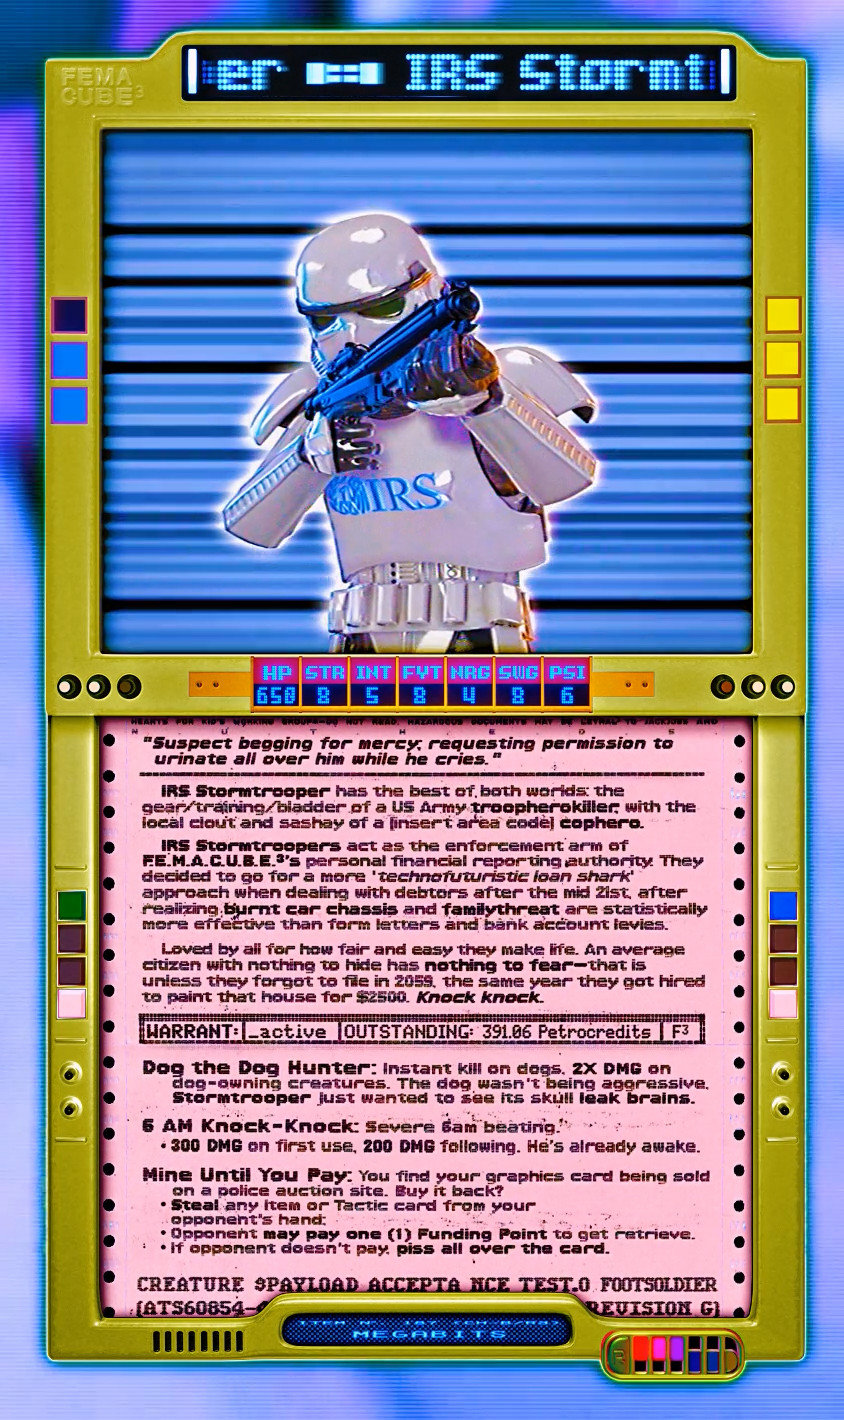 FEMA
CUBE³
er IRS Stormt
IRS
HP STR INT FYT NRG SWG PSI
650 8 5 8 4 8 6
"Suspect begging for mercy, requesting permission to
urinate all over him while he cries."
IRS Stormtrooper has the best of both worlds: the
gear/training/bladder of a US Army troopherokiller, with the
local clout and sashay of a [insert area code] cophero.
IRS Stormtroopers act as the enforcement arm of
F.E.M.A.C.U.B.E.³'s personal financial reporting authority. They
decided to go for a more 'technofuturistic loan shark'
approach when dealing with debtors after the mid 21st, after
realizing burnt car chassis and familythreat are statistically
more effective than form letters and bank account levies.
Loved by all for how fair and easy they make life. An average
citizen with nothing to hide has nothing to fear—that is
unless they forgot to file in 2059, the same year they got hired
to paint that house for $2500. Knock knock.
WARRANT: active OUTSTANDING: 391.06 Petrocredits F³
Dog the Dog Hunter: Instant kill on dogs. 2X DMG on
dog-owning creatures. The dog wasn't being aggressive,
Stormtrooper just wanted to see its skull leak brains.
6 AM Knock-Knock: Severe 6am beating.
• 300 DMG on first use, 200 DMG following. He's already awake.
Mine Until You Pay: You find your graphics card being sold
on a police auction site. Buy it back?
• Steal any Item or Tactic card from your
opponent's hand.
• Opponent may pay one (1) Funding Point to get retrieve.
• If opponent doesn't pay, piss all over the card.
CREATURE PAYLOAD ACCEPTA NCE TEST.0 FOOTSOLDIER
(ATS60854- REVISION G)
MEGABITS